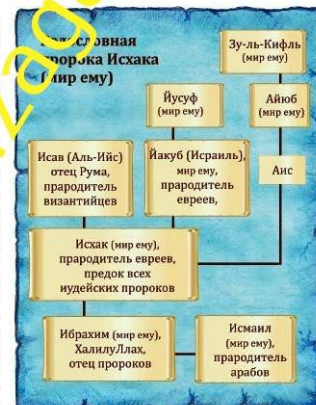 Родословная
пророка Исхака
(мир ему)
Зу-ль-Кифль
(мир ему)
Йусуф
(мир ему)
Айюб
(мир ему)
Исав (Аль-Ийс)
отец Рума,
прародитель
византийцев
Йакуб (Исраиль),
мир ему,
прародитель
евреев,
Аис
Исхак (мир ему),
прародитель евреев,
предок всех
иудейских пророков
Ибрахим (мир ему),
ХалилуЛлах,
отец пророков
Исмаил
(мир ему),
прародитель
арабов